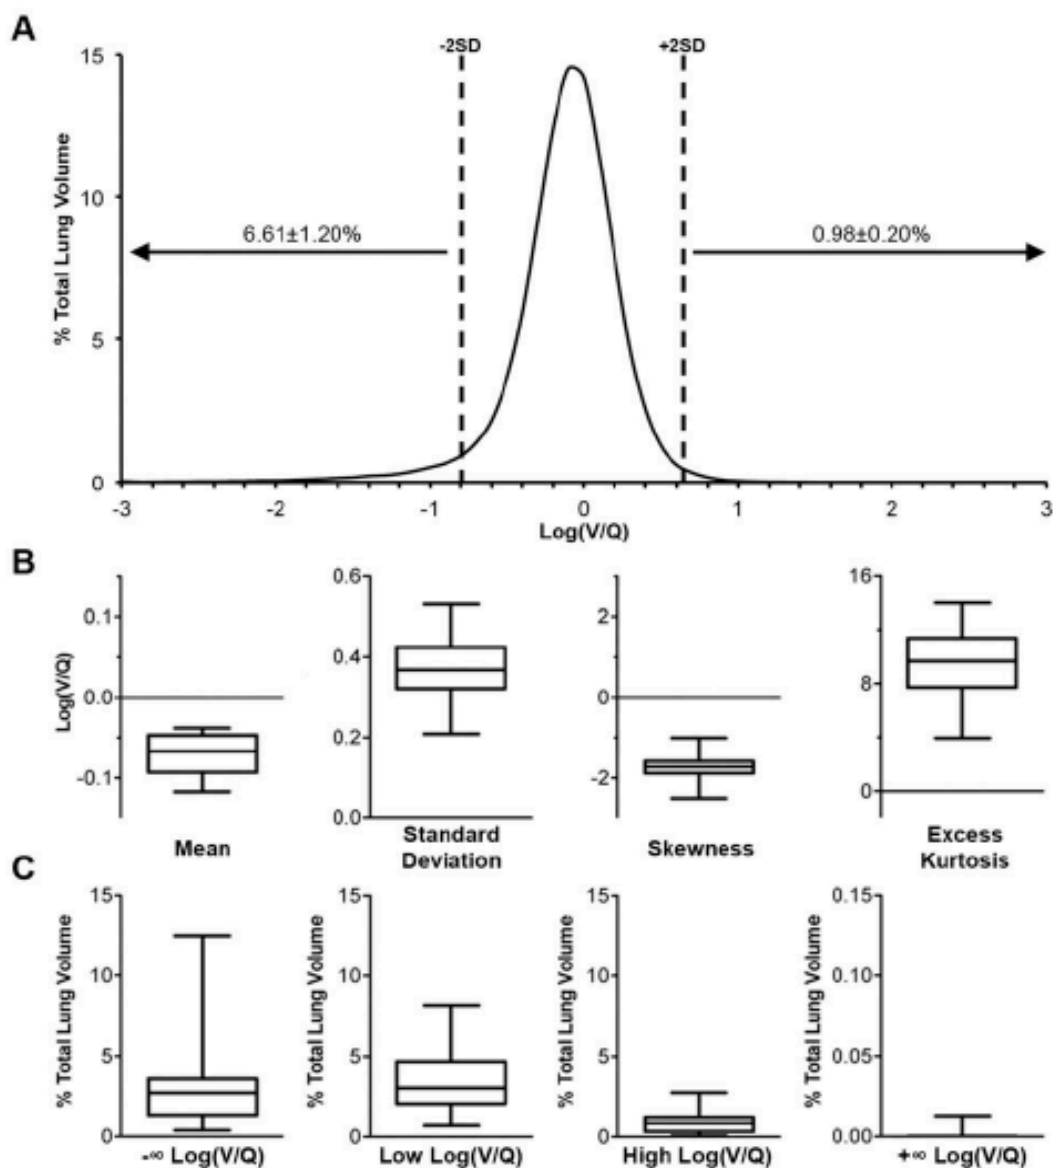 A
-2SD +2SD
15
10
5
0
% Total Lung Volume
6.61±1.20% 0.98±0.20%
-3 -2 -1 0 1 2 3
Log(V/Q)
B
Log(V/Q)
0.1
0.0
-0.1
Mean
0.6
0.4
0.2
0.0
Standard
Deviation
2
0
-2
Skewness
16
8
0
Excess
Kurtosis
C
% Total Lung Volume
15
10
5
0
-∞ Log(V/Q)
% Total Lung Volume
15
10
5
0
Low Log(V/Q)
% Total Lung Volume
15
10
5
0
High Log(V/Q)
% Total Lung Volume
0.15
0.10
0.05
0.00
+∞ Log(V/Q)